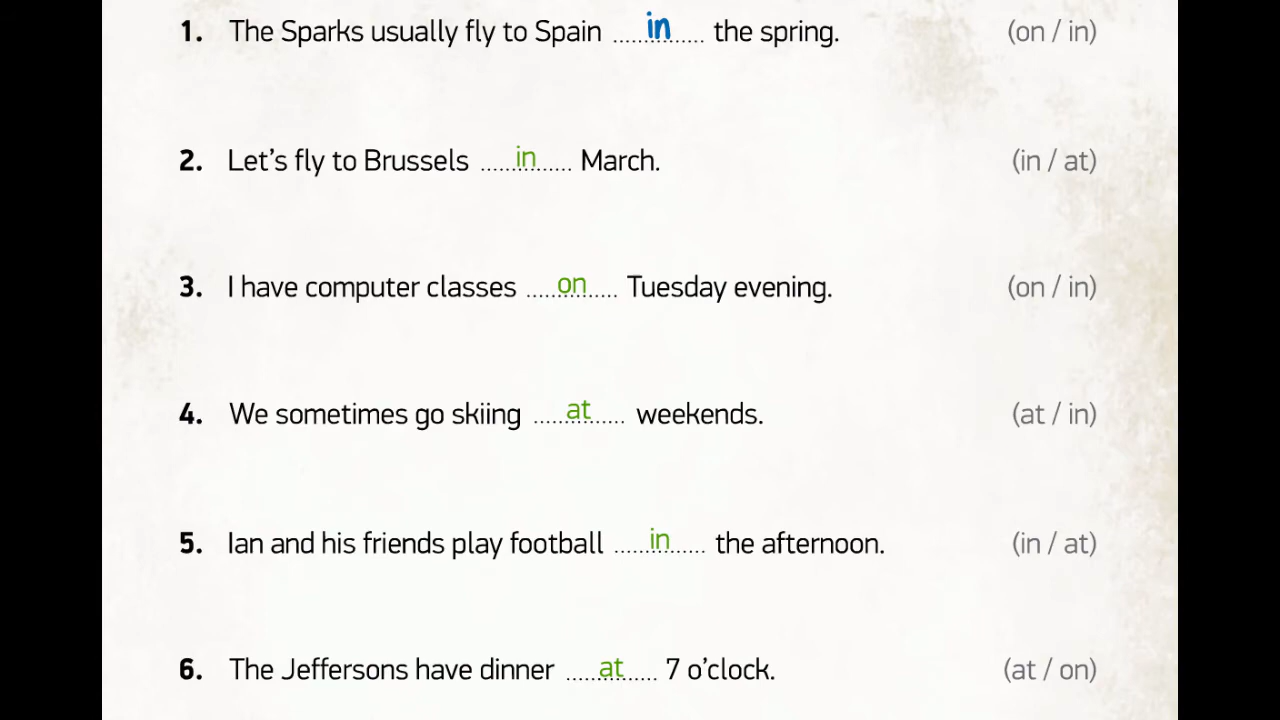 1. The Sparks usually fly to Spain ......in...... the spring. (on / in)
2. Let's fly to Brussels ......in...... March. (in / at)
3. I have computer classes ......on...... Tuesday evening. (on / in)
4. We sometimes go skiing ......at...... weekends. (at / in)
5. Ian and his friends play football ......in...... the afternoon. (in / at)
6. The Jeffersons have dinner ......at...... 7 o'clock. (at / on)